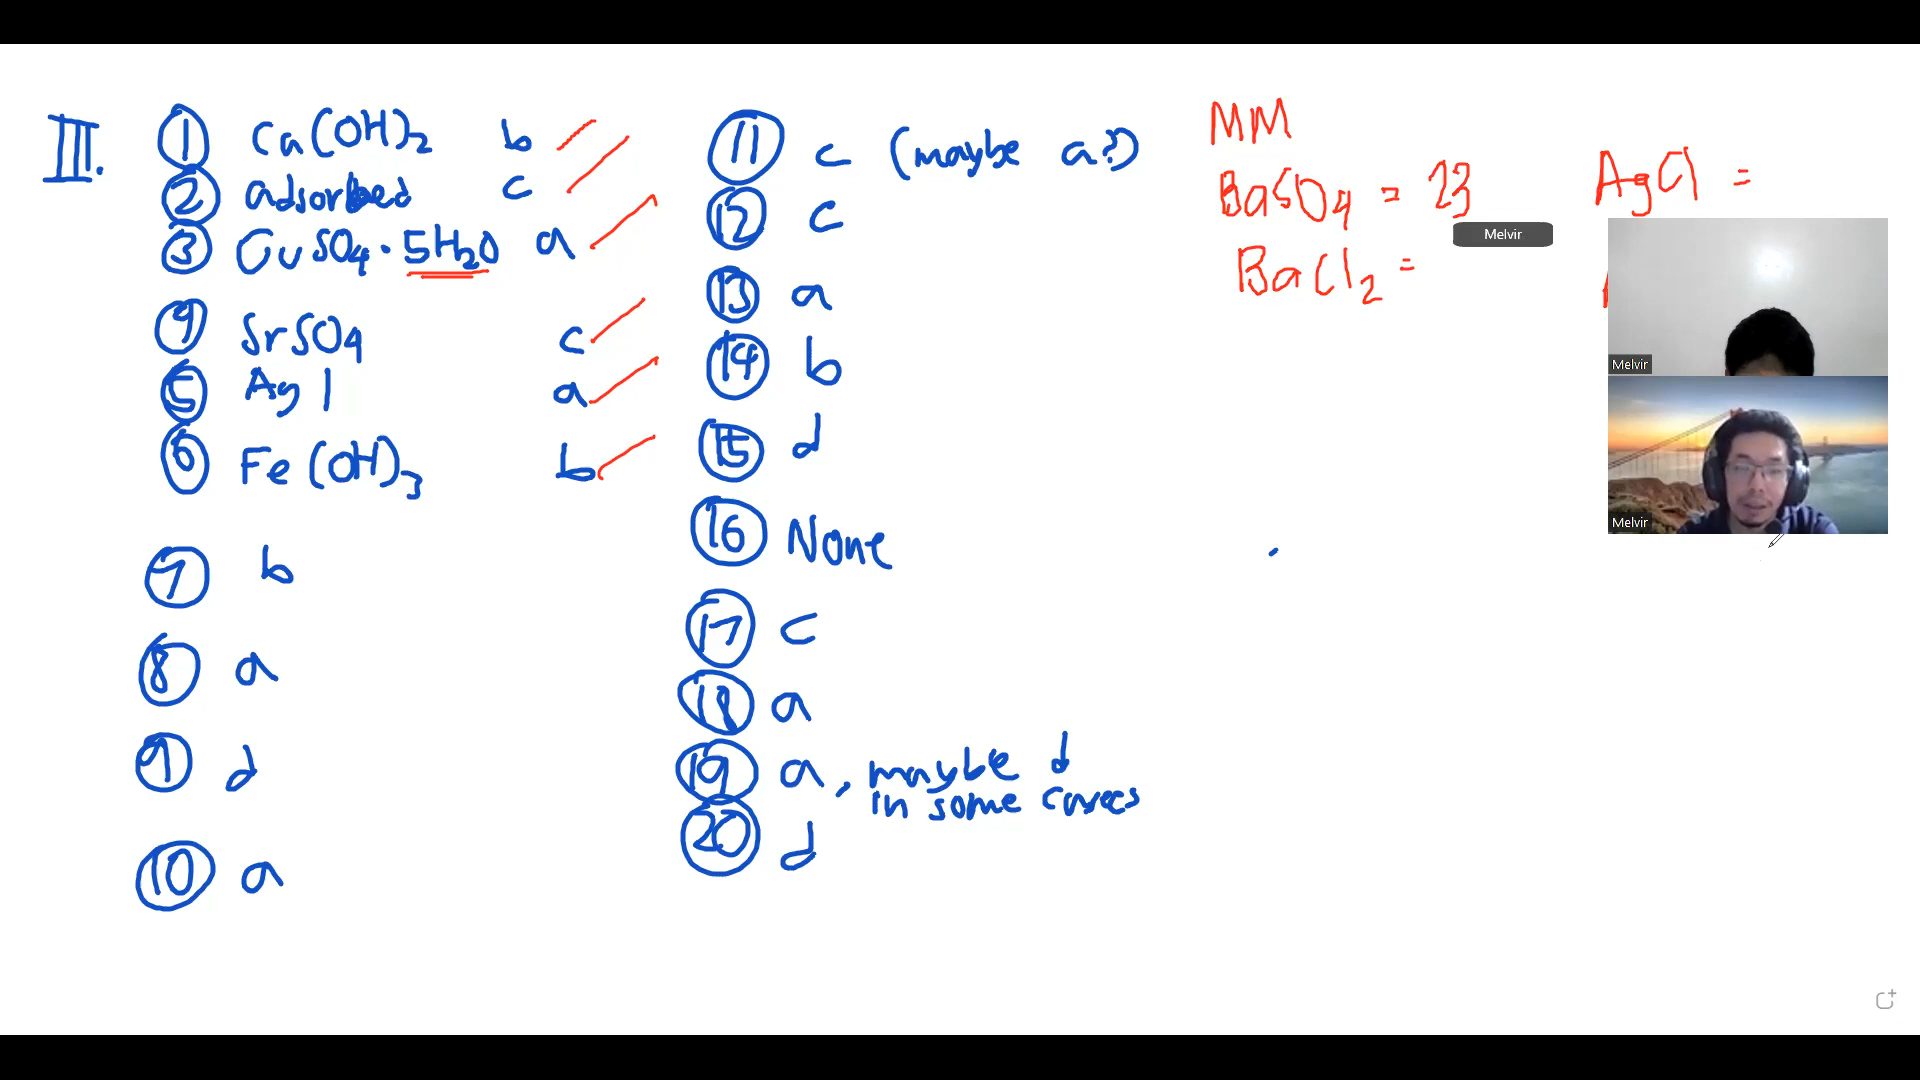 III.
1 Ca(OH)2 b
2 adsorbed c
3 CuSO4 · 5H2O a
4 SrSO4 c
5 AgI a
6 Fe(OH)3 b
7 b
8 a
9 d
10 a
11 c (maybe a?)
12 c
13 a
14 b
15 d
16 None
17 c
18 a
19 a, maybe d
in some cases
20 d
MM
BaSO4 = 23
BaCl2 =
AgCl =
Melvir
Melvir
Melvir